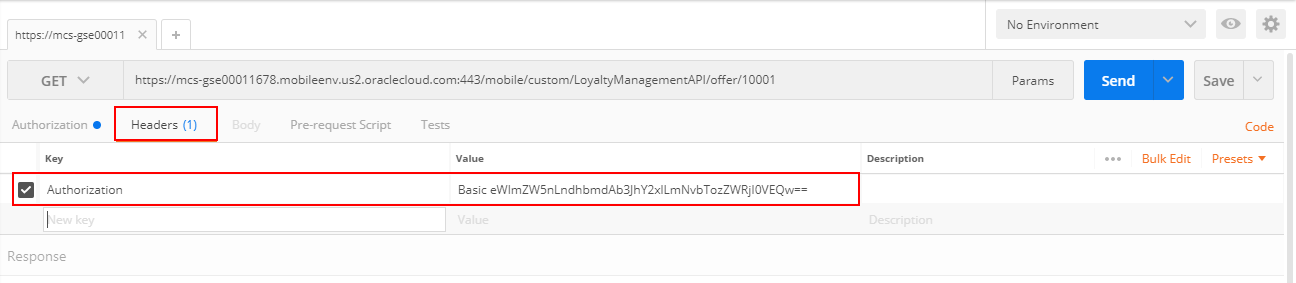 https://mcs-gse00011
No Environment
GET
https://mcs-gse00011678.mobileenv.us2.oraclecloud.com:443/mobile/custom/LoyaltyManagementAPI/offer/10001
Params
Send
Save
Authorization Headers (1) Body Pre-request Script Tests
Code
Key Value Description
Bulk Edit Presets
Authorization Basic
New key Value Description
Response